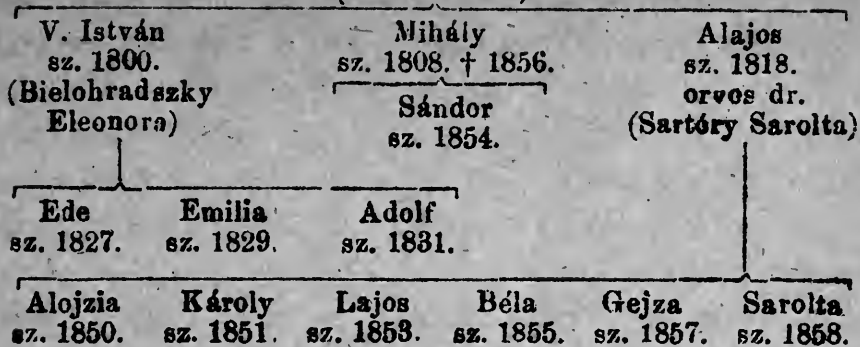 V. István Mihály Alajos
sz. 1800. sz. 1808. † 1856. sz. 1818.
(Bielohradszky Sándor orvos dr.
Eleonora) sz. 1854. (Sartóry Sarolta)
Ede Emilia Adolf
sz. 1827. sz. 1829. sz. 1831.
Alojzia Károly Lajos Béla Gejza Sarolta
sz. 1850. sz. 1851. sz. 1853. sz. 1855. sz. 1857. sz. 1858.